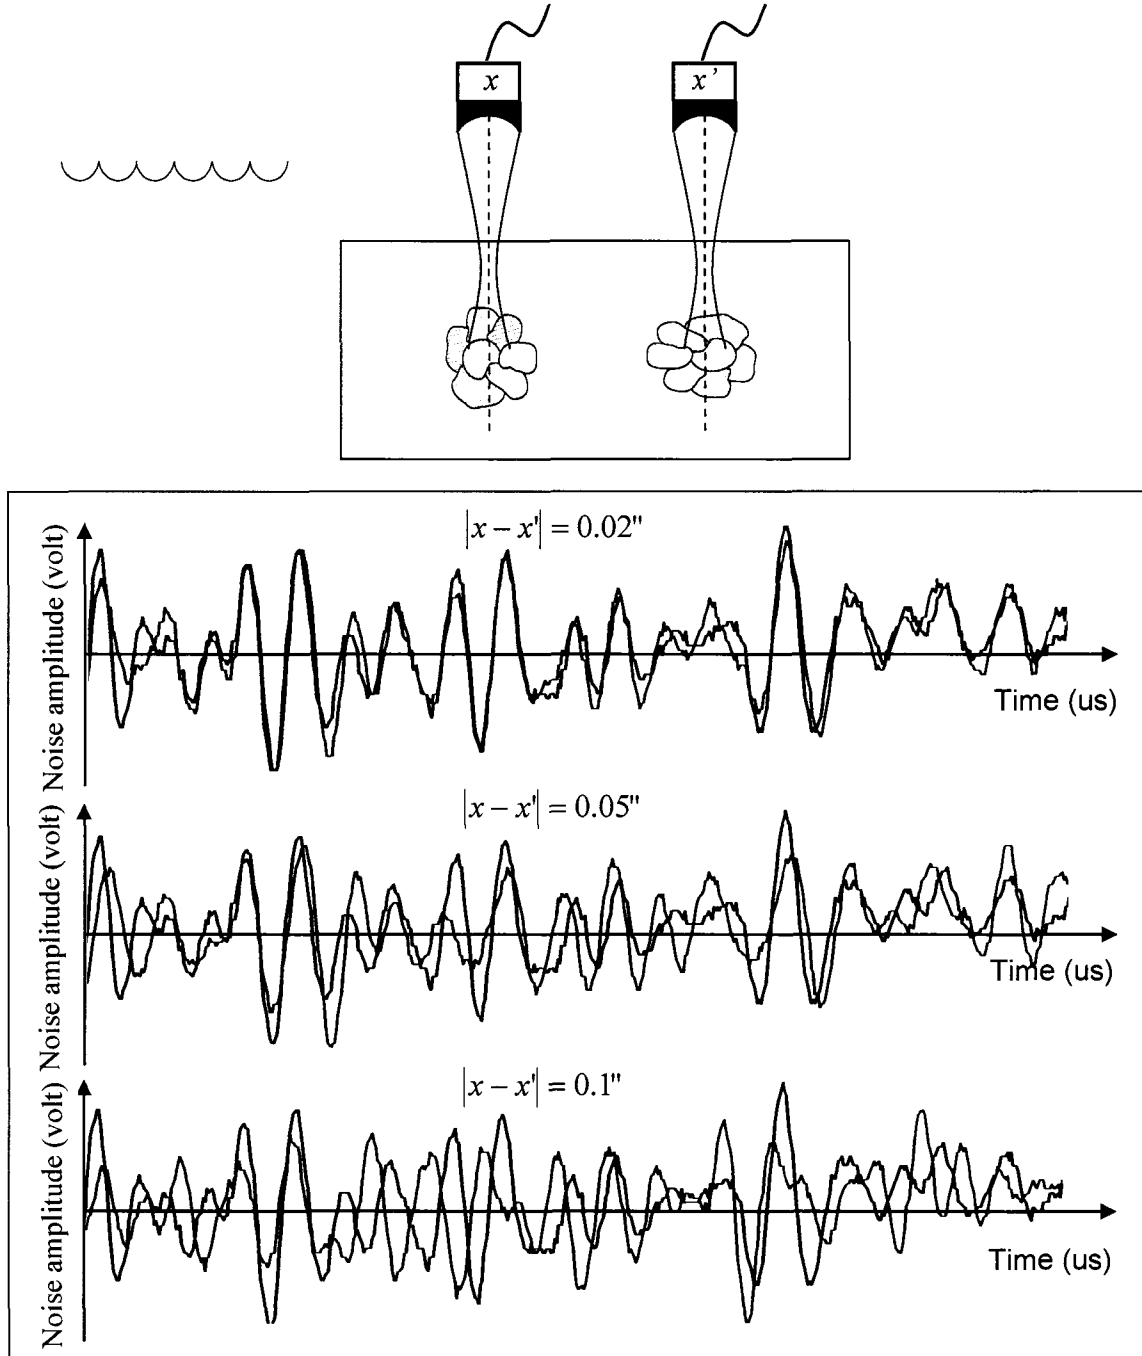 x
x'
|x − x'| = 0.02"
Noise amplitude (volt)
Time (us)
|x − x'| = 0.05"
Noise amplitude (volt)
Time (us)
|x − x'| = 0.1"
Noise amplitude (volt)
Time (us)